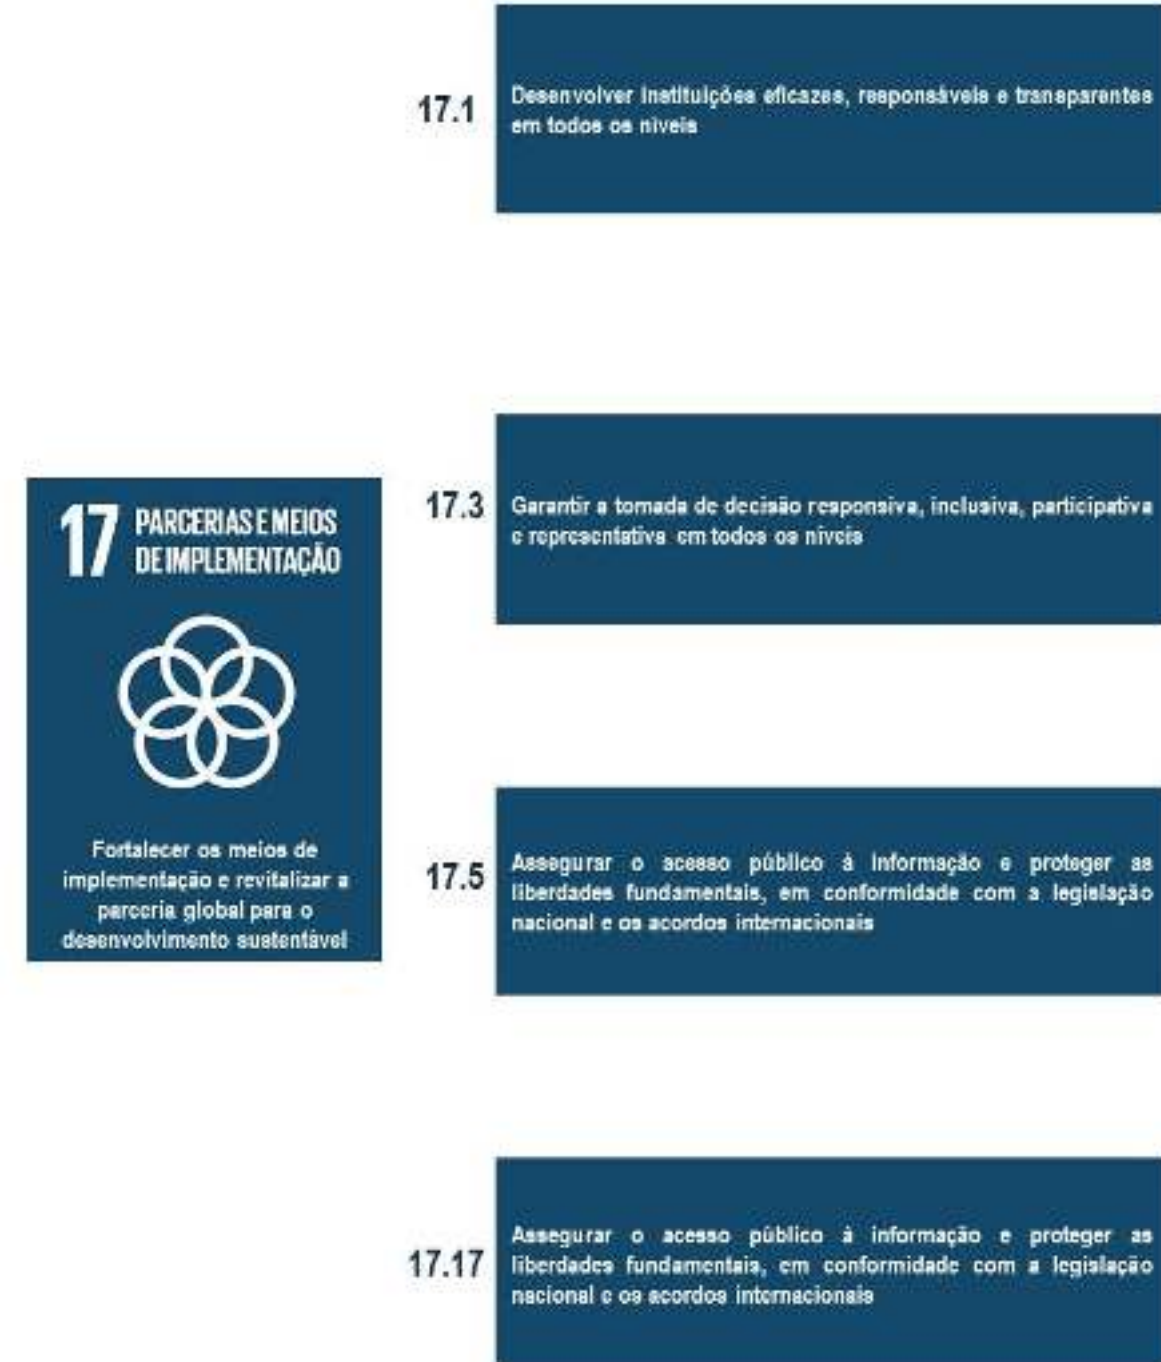 17.1
Desenvolver instituições eficazes, responsáveis e transparentes
em todos os níveis
17.3
Garantir a tomada de decisão responsiva, inclusiva, participativa
e representativa em todos os níveis
17 PARCERIAS E MEIOS
DE IMPLEMENTAÇÃO
Fortalecer os meios de
implementação e revitalizar a
parceria global para o
desenvolvimento sustentável
17.5
Assegurar o acesso público à informação e proteger as
liberdades fundamentais, em conformidade com a legislação
nacional e os acordos internacionais
17.17
Assegurar o acesso público à informação e proteger as
liberdades fundamentais, em conformidade com a legislação
nacional e os acordos internacionais